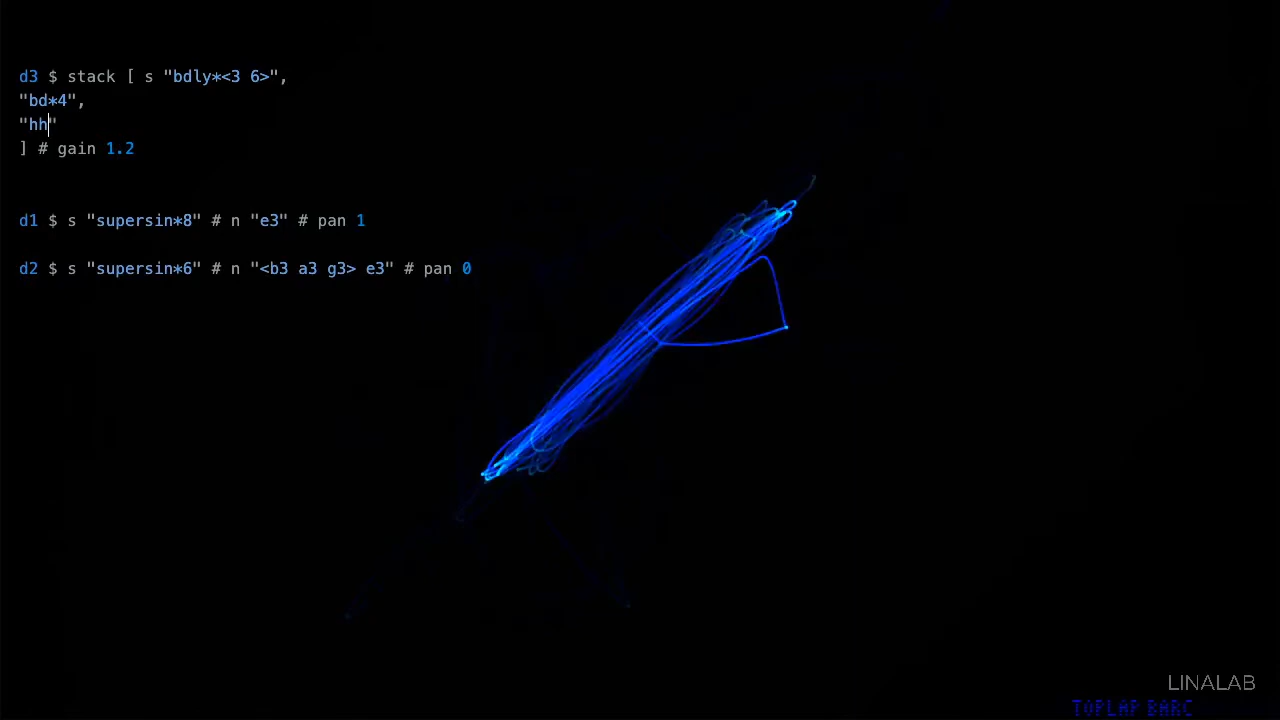 d3 $ stack [ s "bdly*<3 6>",
"bd*4",
"hh"
] # gain 1.2
d1 $ s "supersin*8" # n "e3" # pan 1
d2 $ s "supersin*6" # n "<b3 a3 g3> e3" # pan 0
LINALAB
TOPLAP BARC